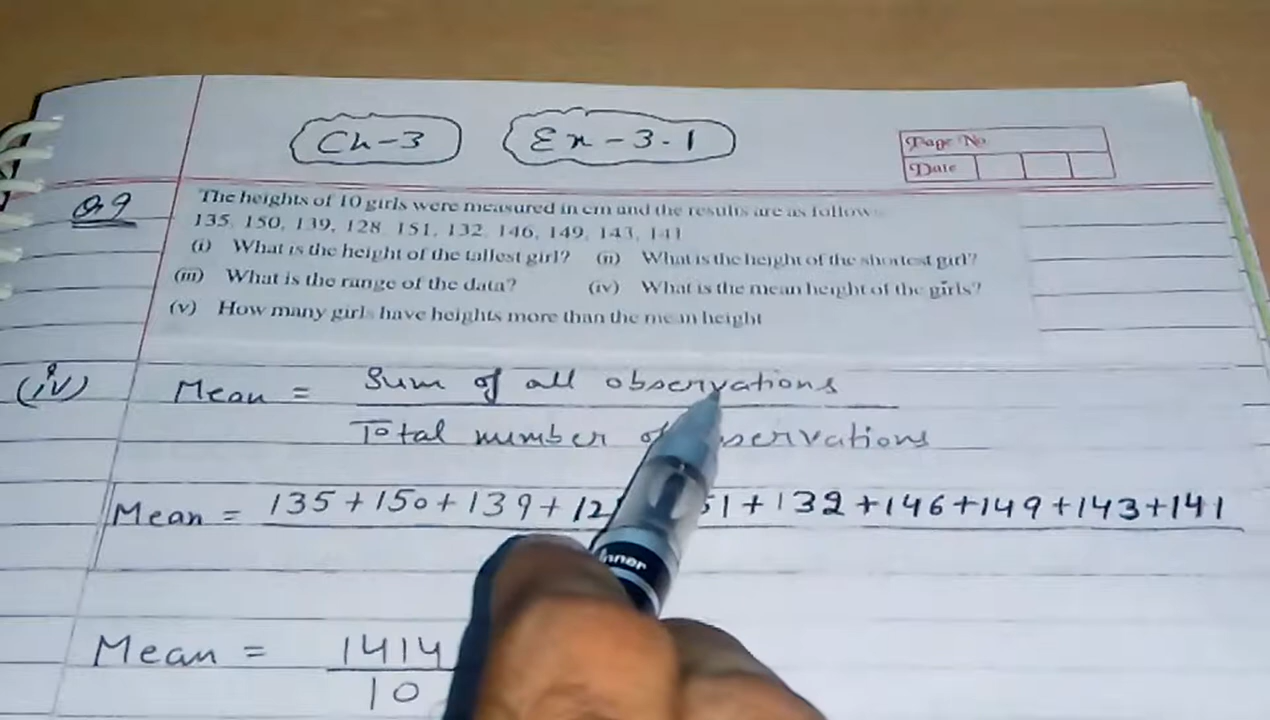 Ch-3 Ex-3.1
Page No
Date
Q9
The heights of 10 girls were measured in cm and the results are as follow
135, 150, 139, 128 151, 132 146, 149, 143, 141
(i) What is the height of the tallest girl? (ii) What is the height of the shortest girl?
(iii) What is the range of the data? (iv) What is the mean height of the girls?
(v) How many girls have heights more than the mean height
(iv) Mean = Sum of all observations
Total number servations
Mean = 135+150+139+12 51+132+146+149+143+141
Mean = 1414
10
inner